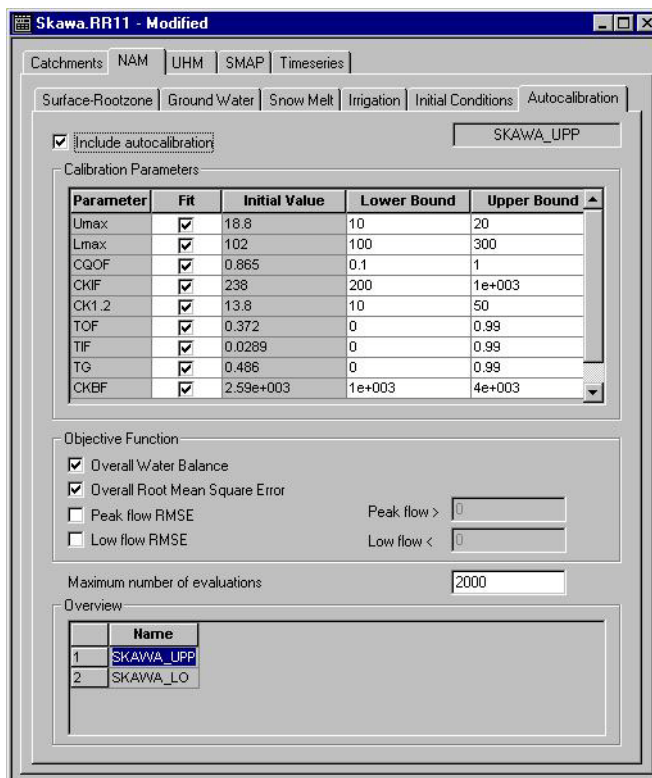 Skawa.RR11 - Modified
Catchments NAM UHM SMAP Timeseries
Surface-Rootzone Ground Water Snow Melt Irrigation Initial Conditions Autocalibration
Include autocalibration SKAWA_UPP
Calibration Parameters
Parameter Fit Initial Value Lower Bound Upper Bound
Umax 18.8 10 20
Lmax 102 100 300
CQOF 0.865 0.1 1
CKIF 238 200 1e+003
CK1.2 13.8 10 50
TOF 0.372 0 0.99
TIF 0.0289 0 0.99
TG 0.486 0 0.99
CKBF 2.59e+003 1e+003 4e+003
Objective Function
Overall Water Balance
Overall Root Mean Square Error
Peak flow RMSE Peak flow > 0
Low flow RMSE Low flow < 0
Maximum number of evaluations 2000
Overview
Name
1 SKAWA_UPP
2 SKAWA_LO